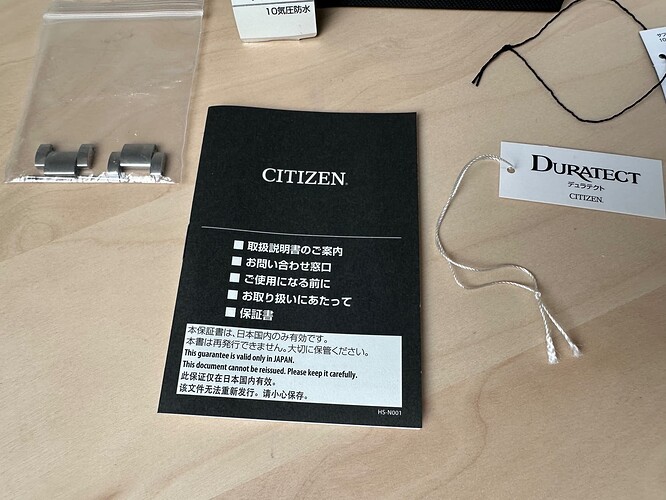 10気圧防水
サフ
10
DURATECT
デュラテクト
CITIZEN
CITIZEN
■ 取扱説明書のご案内
■ お問い合わせ窓口
■ ご使用になる前に
■ お取り扱いにあたって
■ 保証書
本保証書は、日本国内のみ有効です。
本書は再発行できません。大切に保管ください。
This guarantee is valid only in JAPAN.
This document cannot be reissued. Please keep it carefully.
此保证仅在日本国内有效。
该文件无法重新发行。请小心保存。
HS-N001